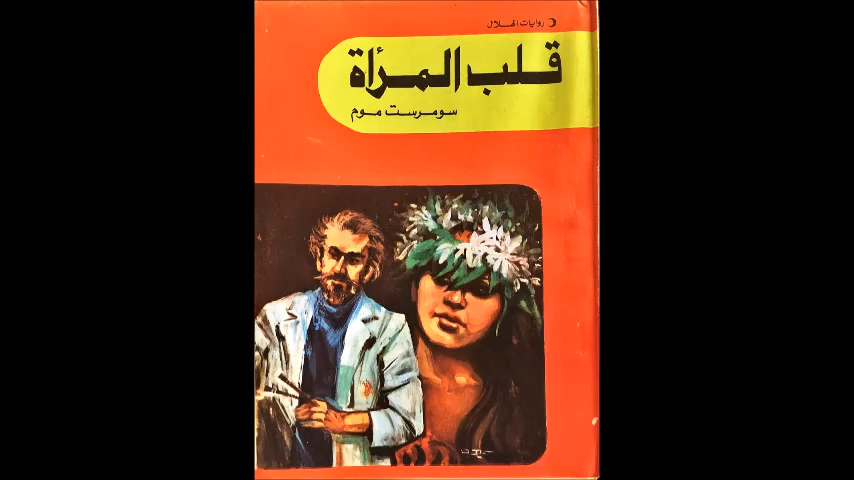 روايات الهلال
قلب المرأة
سومرست موم